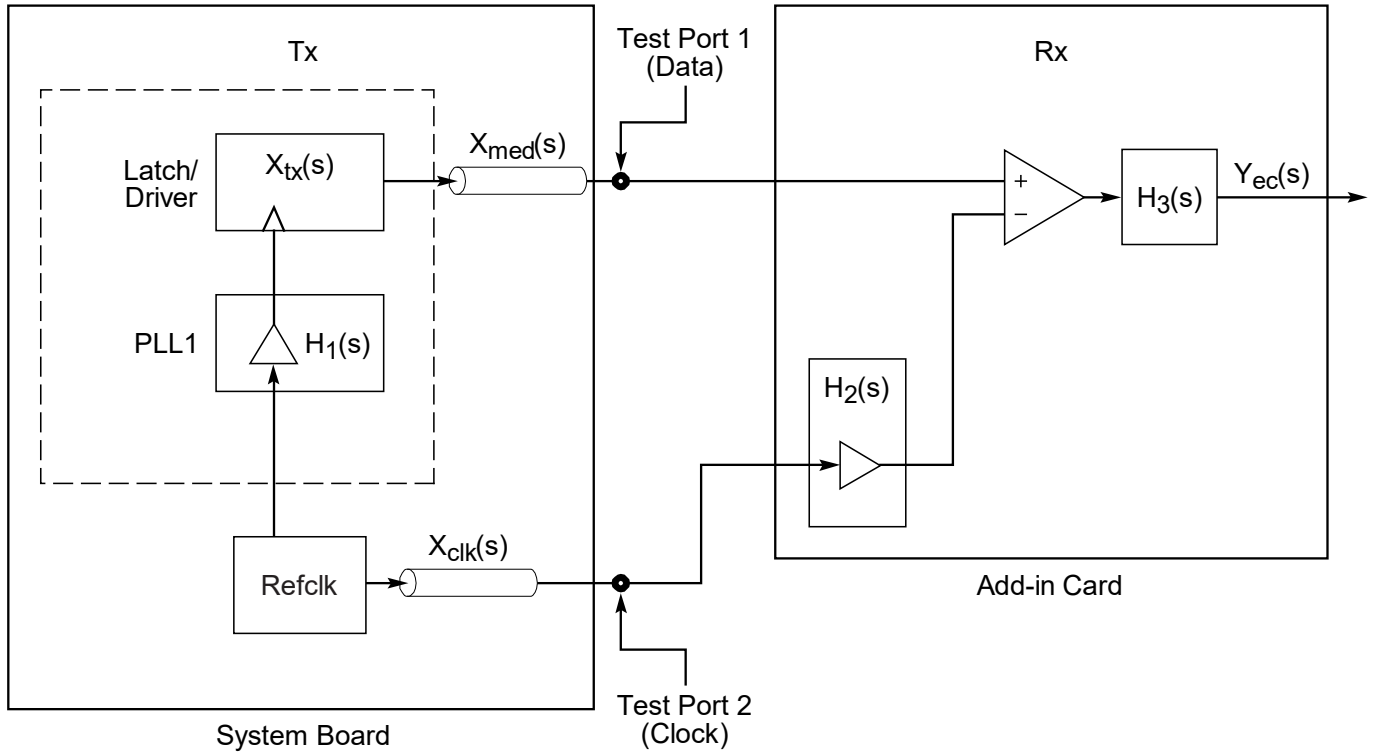 Tx
Test Port 1
(Data)
Rx
Latch/
Driver
Xtx(s)
Xmed(s)
+
−
H3(s)
Yec(s)
PLL1
H1(s)
H2(s)
Refclk
Xclk(s)
Add-in Card
Test Port 2
(Clock)
System Board